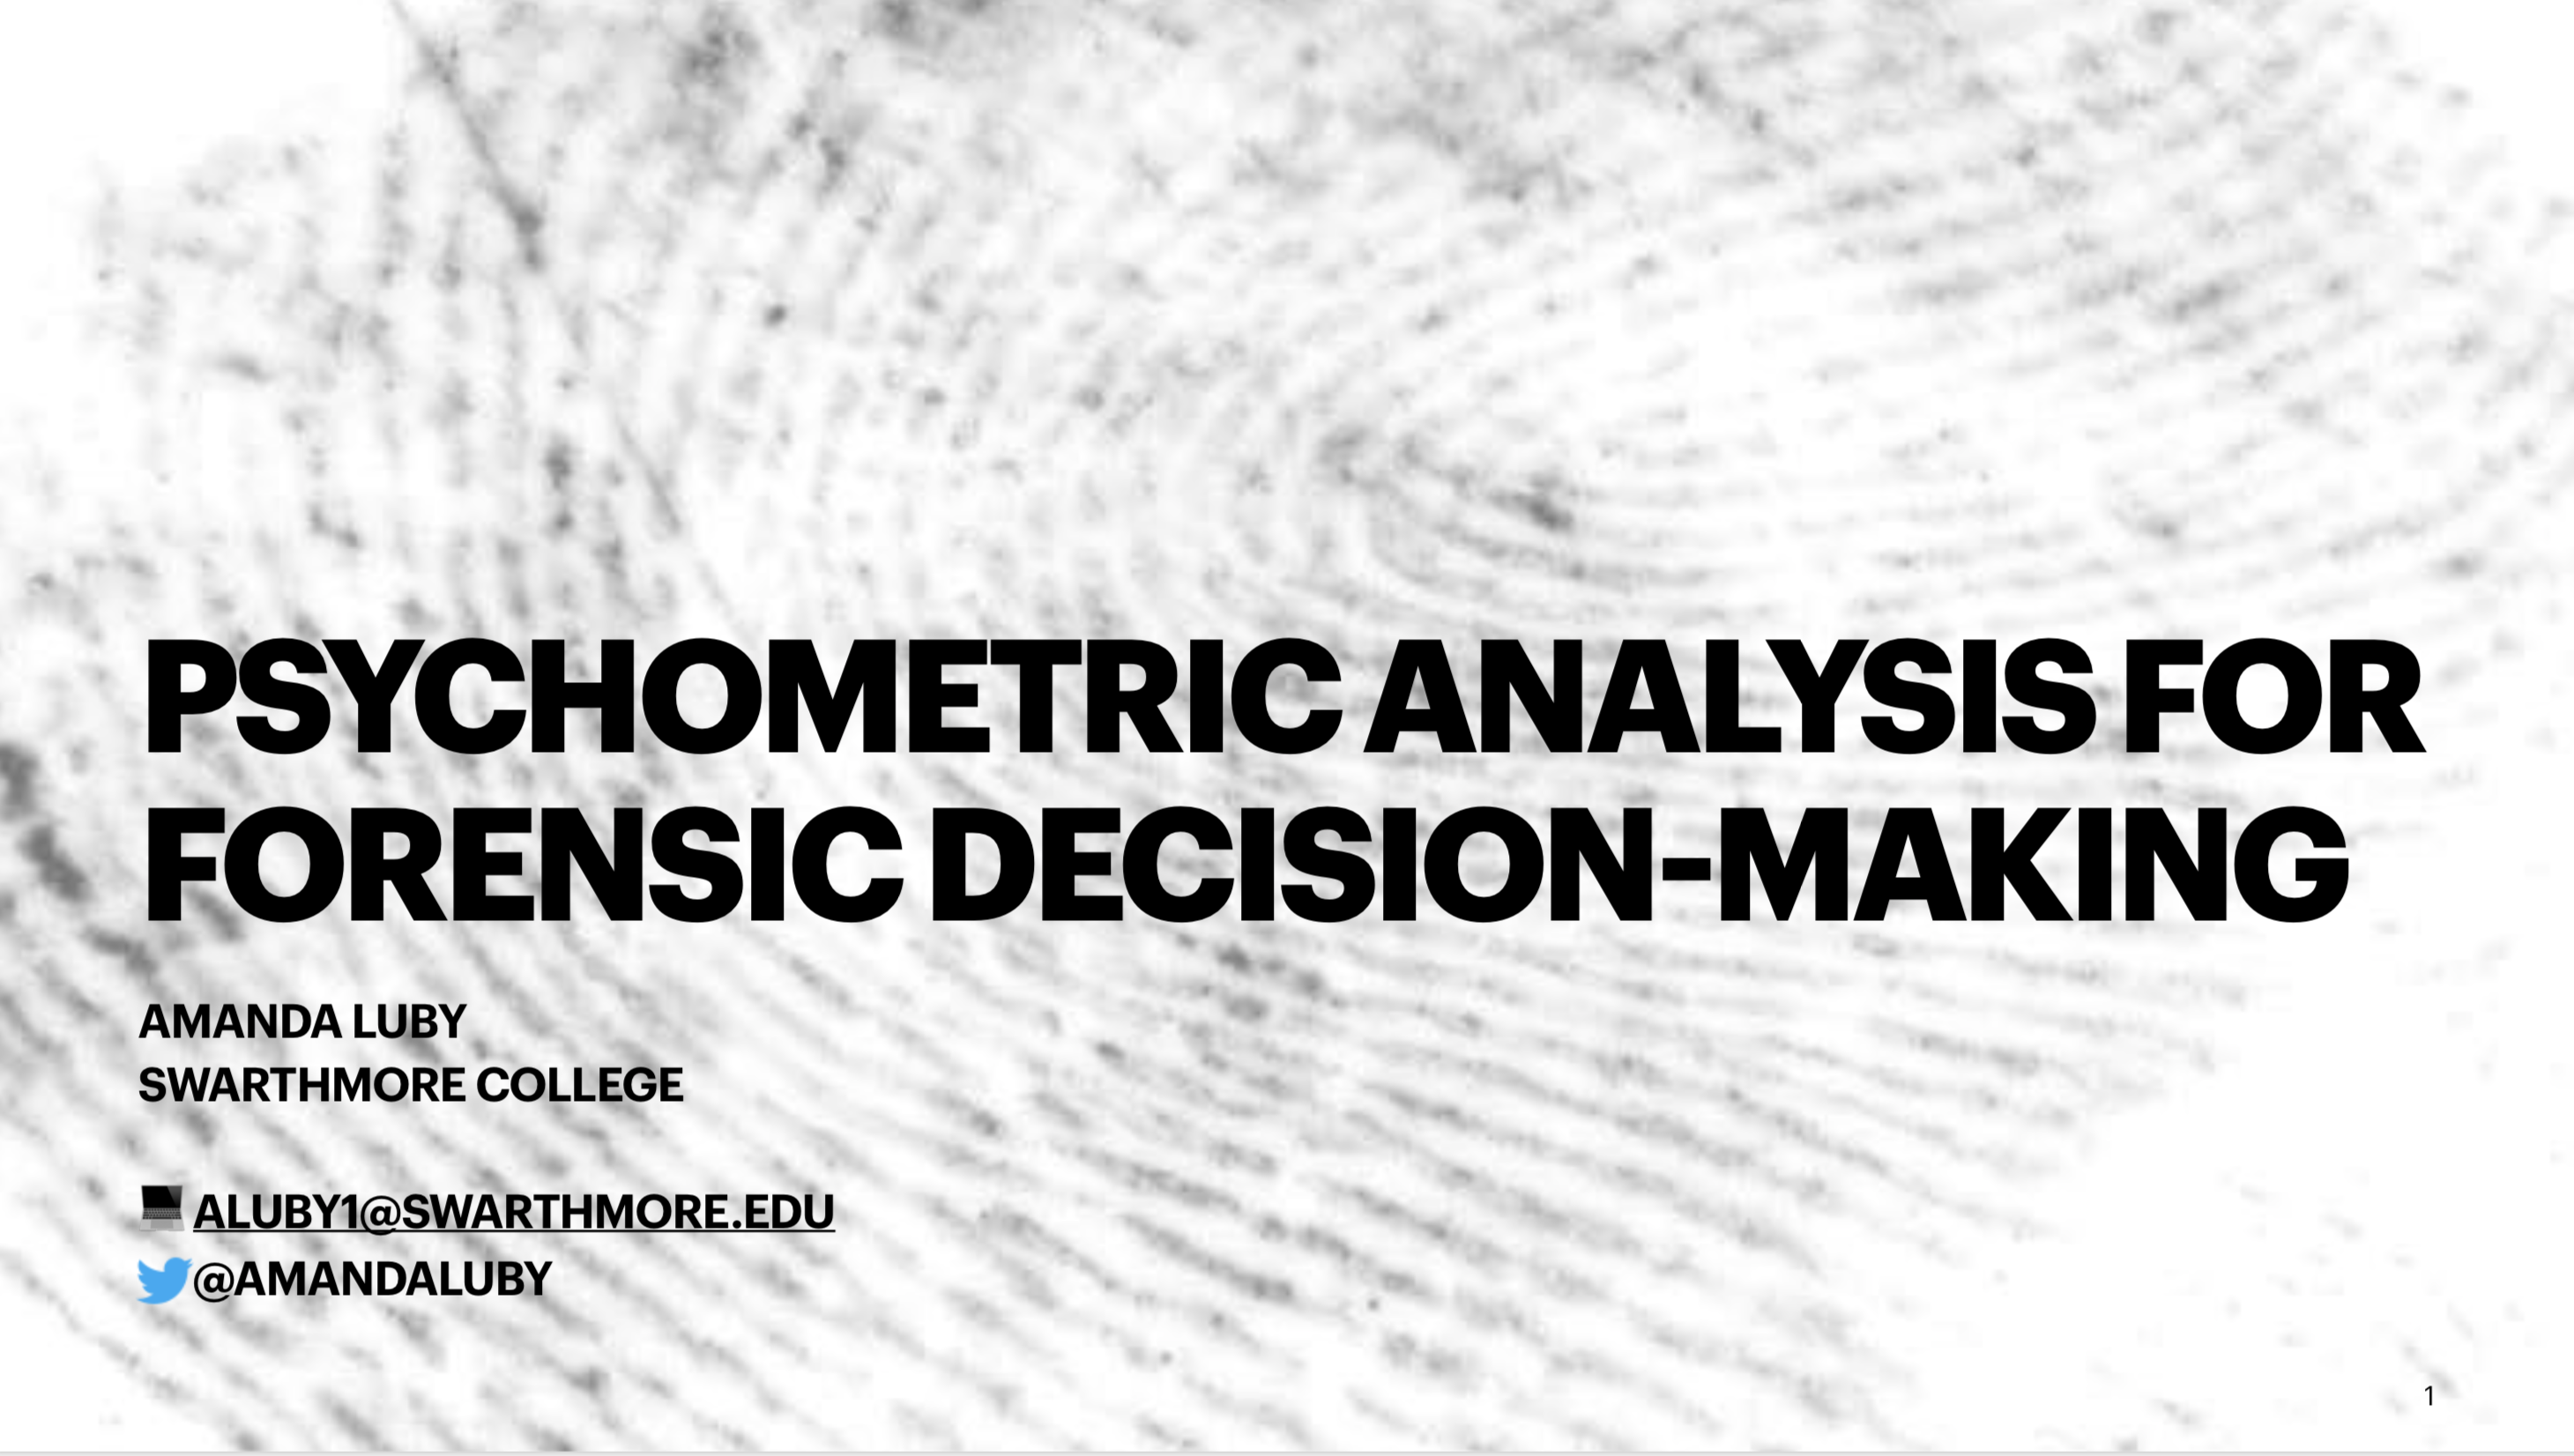 PSYCHOMETRIC ANALYSIS FOR
FORENSIC DECISION-MAKING
AMANDA LUBY
SWARTHMORE COLLEGE
ALUBY1@SWARTHMORE.EDU
@AMANDALUBY
1